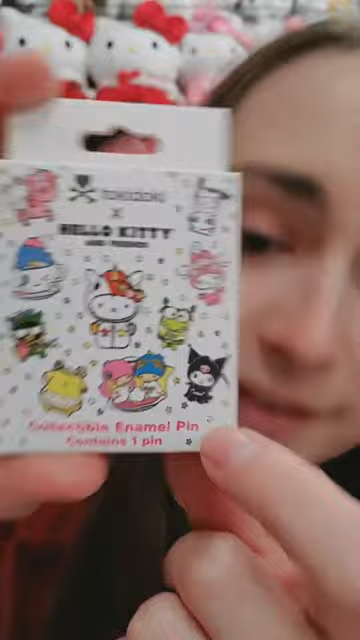 tokidoki
X
HELLO KITTY
AND FRIENDS
Collectible Enamel Pin
Contains 1 pin